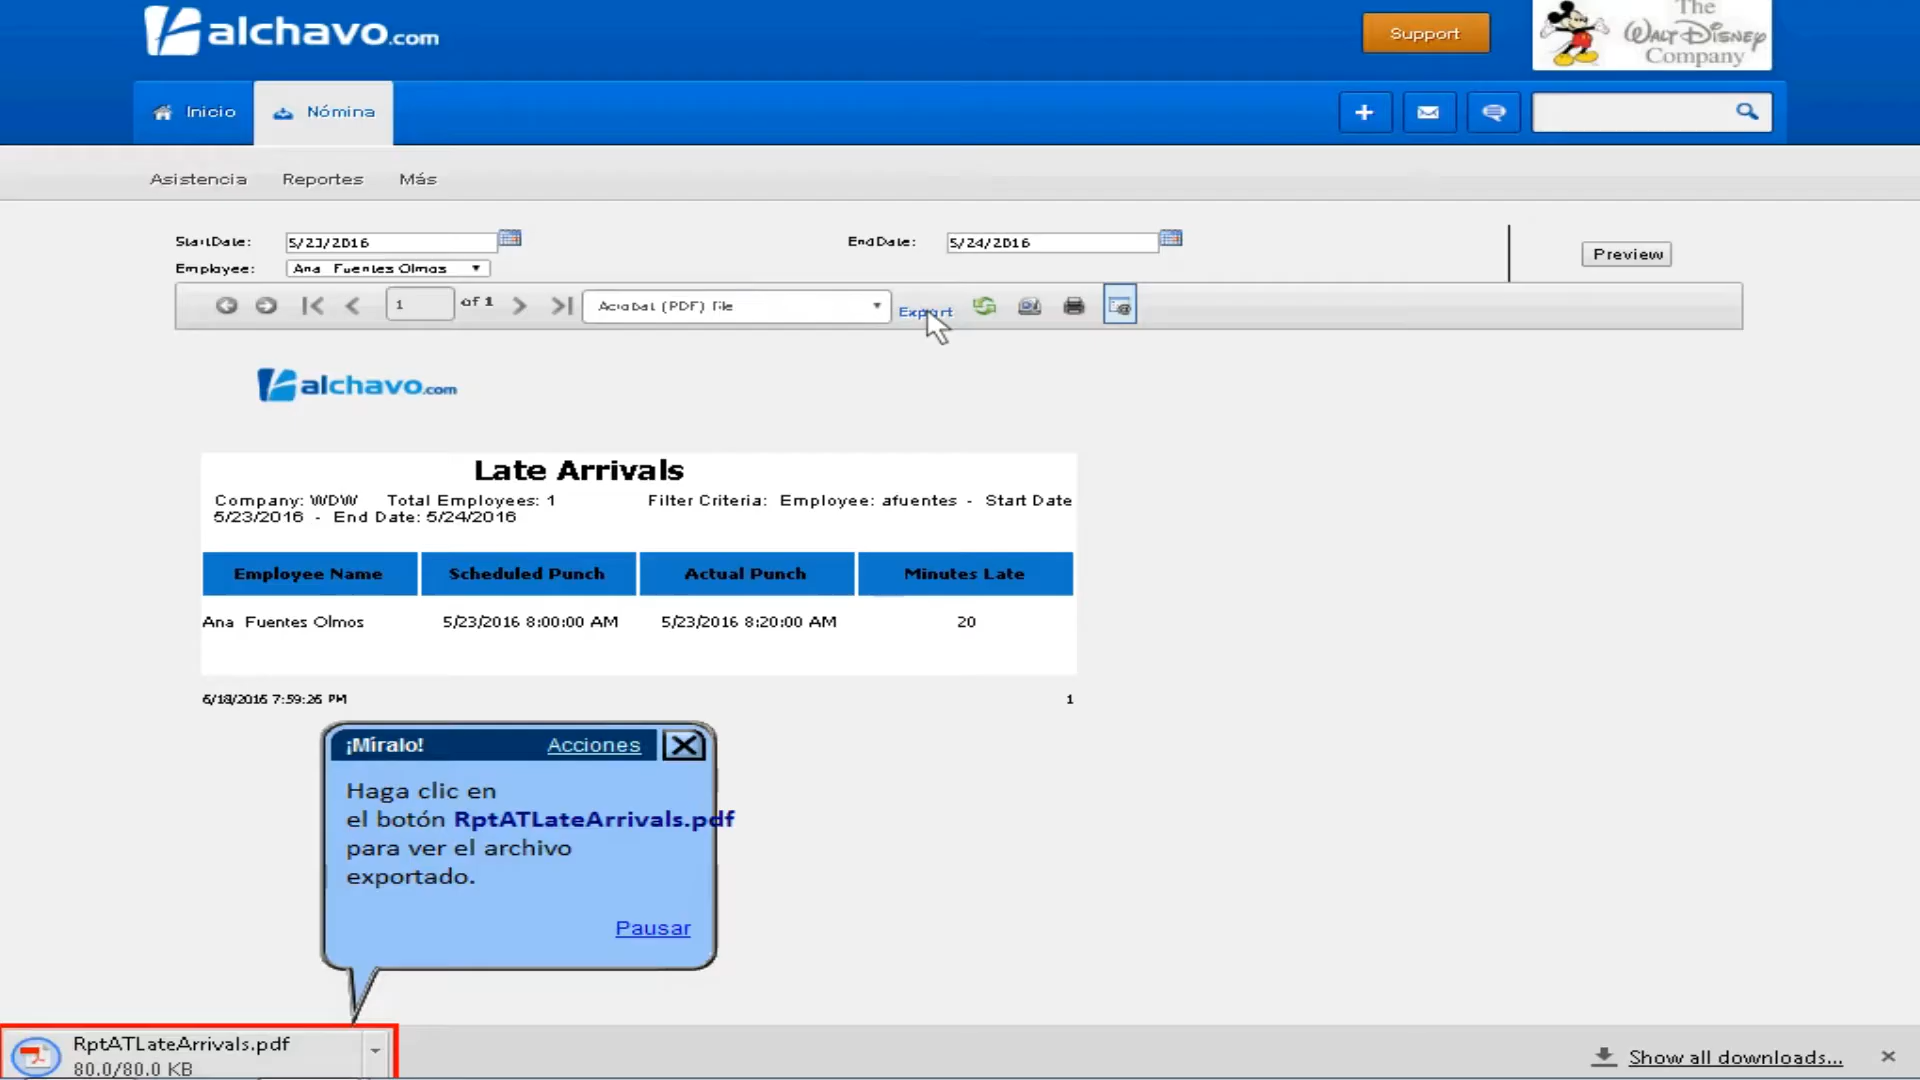 alchavo.com
Support
The
WALT DISNEY
Company
Inicio
Nómina
Asistencia Reportes Más
StartDate: 5/23/2016
EndDate: 5/24/2016
Preview
Employee: Ana Fuentes Olmos
1 of 1
Acrobat (PDF) file
Export
alchavo.com
Late Arrivals
Company: WDW Total Employees: 1 Filter Criteria: Employee: afuentes - Start Date
5/23/2016 - End Date: 5/24/2016
Employee Name Scheduled Punch Actual Punch Minutes Late
Ana Fuentes Olmos 5/23/2016 8:00:00 AM 5/23/2016 8:20:00 AM 20
6/18/2016 7:59:26 PM 1
¡Míralo! Acciones
Haga clic en
el botón RptATLateArrivals.pdf
para ver el archivo
exportado.
Pausar
RptATLateArrivals.pdf
80.0/80.0 KB
Show all downloads...